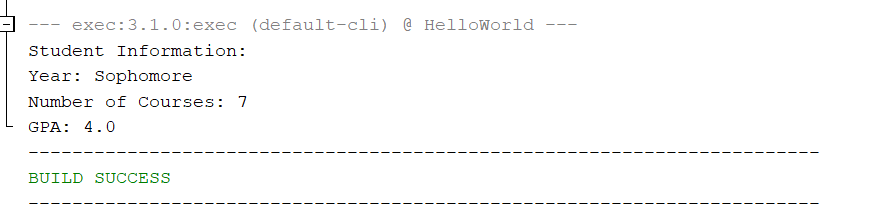 --- exec:3.1.0:exec (default-cli) @ HelloWorld ---
Student Information:
Year: Sophomore
Number of Courses: 7
GPA: 4.0
------------------------------------------------------------------------
BUILD SUCCESS
------------------------------------------------------------------------